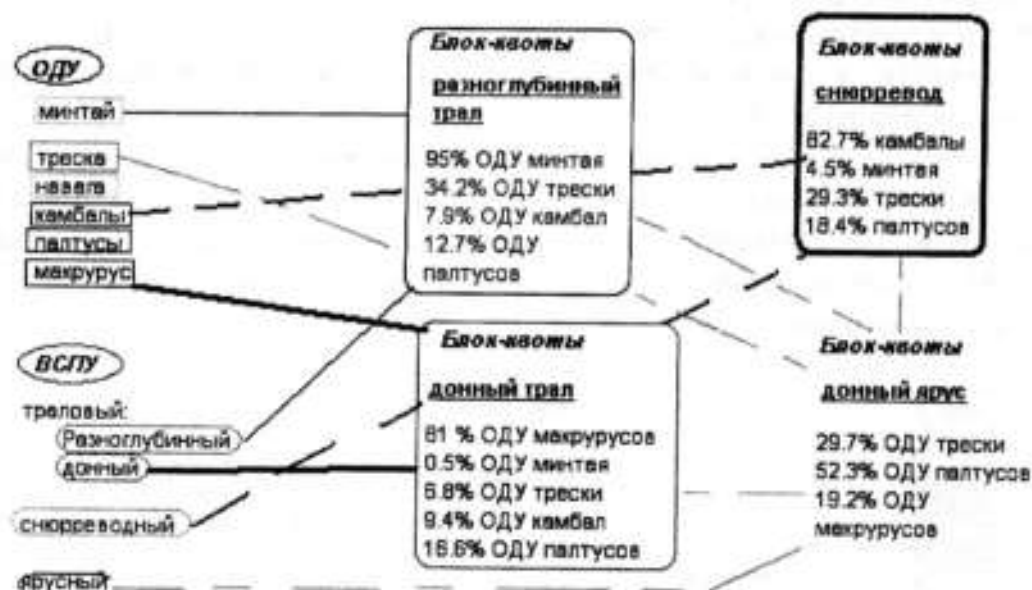 ОДУ
минтай
треска
навага
камбалы
палтусы
макрурус
ВСПУ
траловый:
Разноглубинный
донный
снюрреводный
ярусный
Блок-квоты
разноглубинный
трал
95% ОДУ минтая
34.2% ОДУ трески
7.9% ОДУ камбал
12.7% ОДУ
палтусов
Блок-квоты
донный трал
81 % ОДУ макрурусов
0.5% ОДУ минтая
6.8% ОДУ трески
9.4% ОДУ камбал
16.6% ОДУ палтусов
Блок-квоты
снюрревод
82.7% камбалы
4.5% минтая
29.3% трески
18.4% палтусов
Блок-квоты
донный ярус
29.7% ОДУ трески
52.3% ОДУ палтусов
19.2% ОДУ
макрурусов